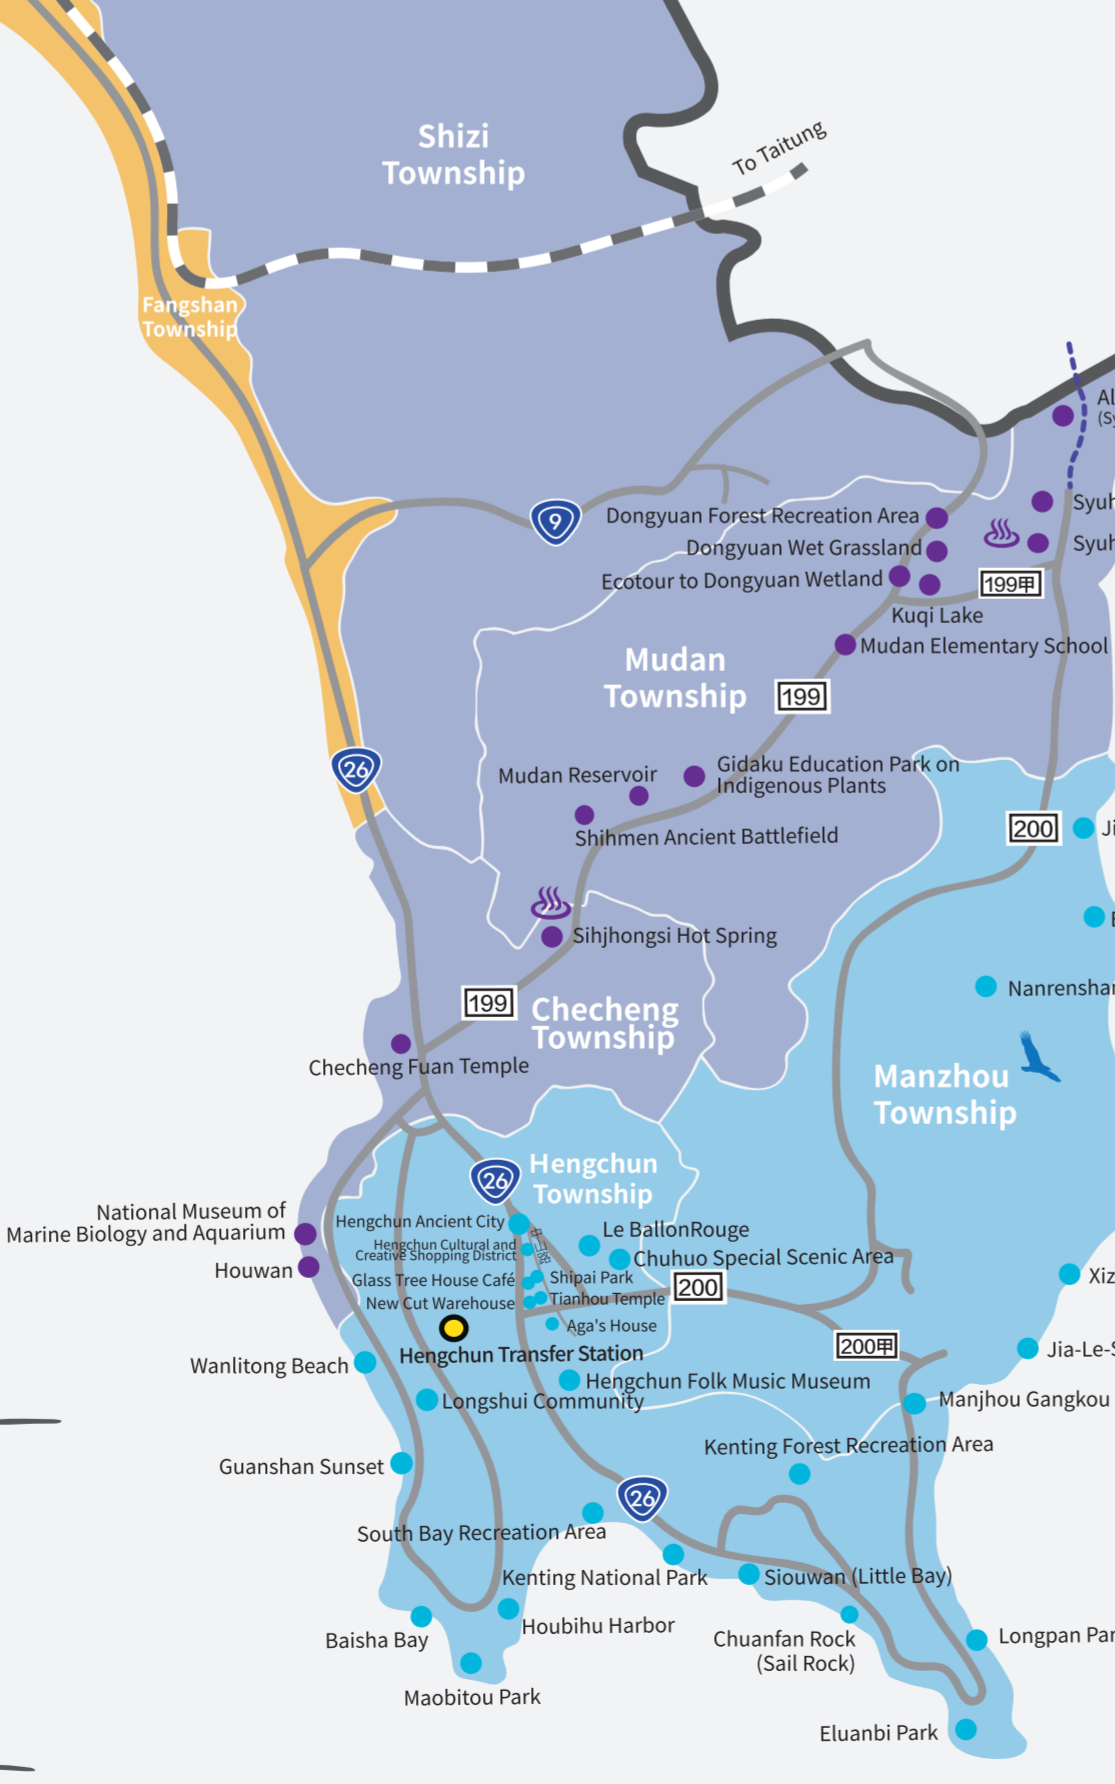 Shizi
Township
To Taitung
Fangshan
Township
9
Dongyuan Forest Recreation Area
Dongyuan Wet Grassland
Ecotour to Dongyuan Wetland
Kuqi Lake
199甲
Mudan Elementary School
Mudan
Township
199
26
Mudan Reservoir
Gidaku Education Park on
Indigenous Plants
Shihmen Ancient Battlefield
200
Sihjhongsi Hot Spring
199
Checheng
Township
Checheng Fuan Temple
Manzhou
Township
26
Hengchun
Township
National Museum of
Marine Biology and Aquarium
Houwan
Hengchun Ancient City
Hengchun Cultural and
Creative Shopping District
Glass Tree House Café
New Cut Warehouse
Le BallonRouge
Chuhuo Special Scenic Area
Shipai Park
Tianhou Temple
200
Aga's House
200甲
Hengchun Transfer Station
Wanlitong Beach
Hengchun Folk Music Museum
Longshui Community
Manjhou Gangkou
Kenting Forest Recreation Area
Guanshan Sunset
26
South Bay Recreation Area
Kenting National Park
Siouwan (Little Bay)
Baisha Bay
Houbihu Harbor
Chuanfan Rock
(Sail Rock)
Longpan Par
Maobitou Park
Eluanbi Park
Al
(Sy
Syuh
Syuh
Ji
E
Nanrenshan
Xiz
Jia-Le-S